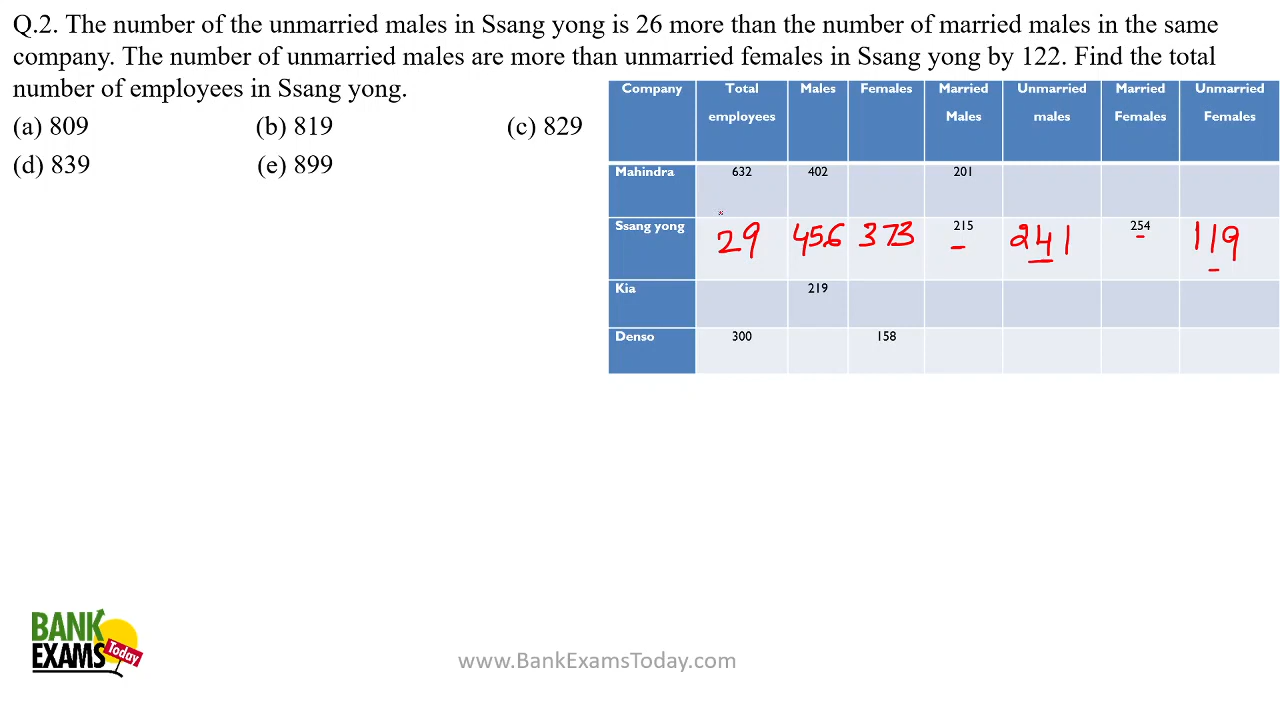 Q.2. The number of the unmarried males in Ssang yong is 26 more than the number of married males in the same
company. The number of unmarried males are more than unmarried females in Ssang yong by 122. Find the total
number of employees in Ssang yong.
(a) 809 (b) 819 (c) 829
(d) 839 (e) 899
Company Total employees Males Females Married Males Unmarried males Married Females Unmarried Females
Mahindra 632 402 201
Ssang yong 29 456 373 215 241 254 119
Kia 219
Denso 300 158
BANK
EXAMS Today
www.BankExamsToday.com